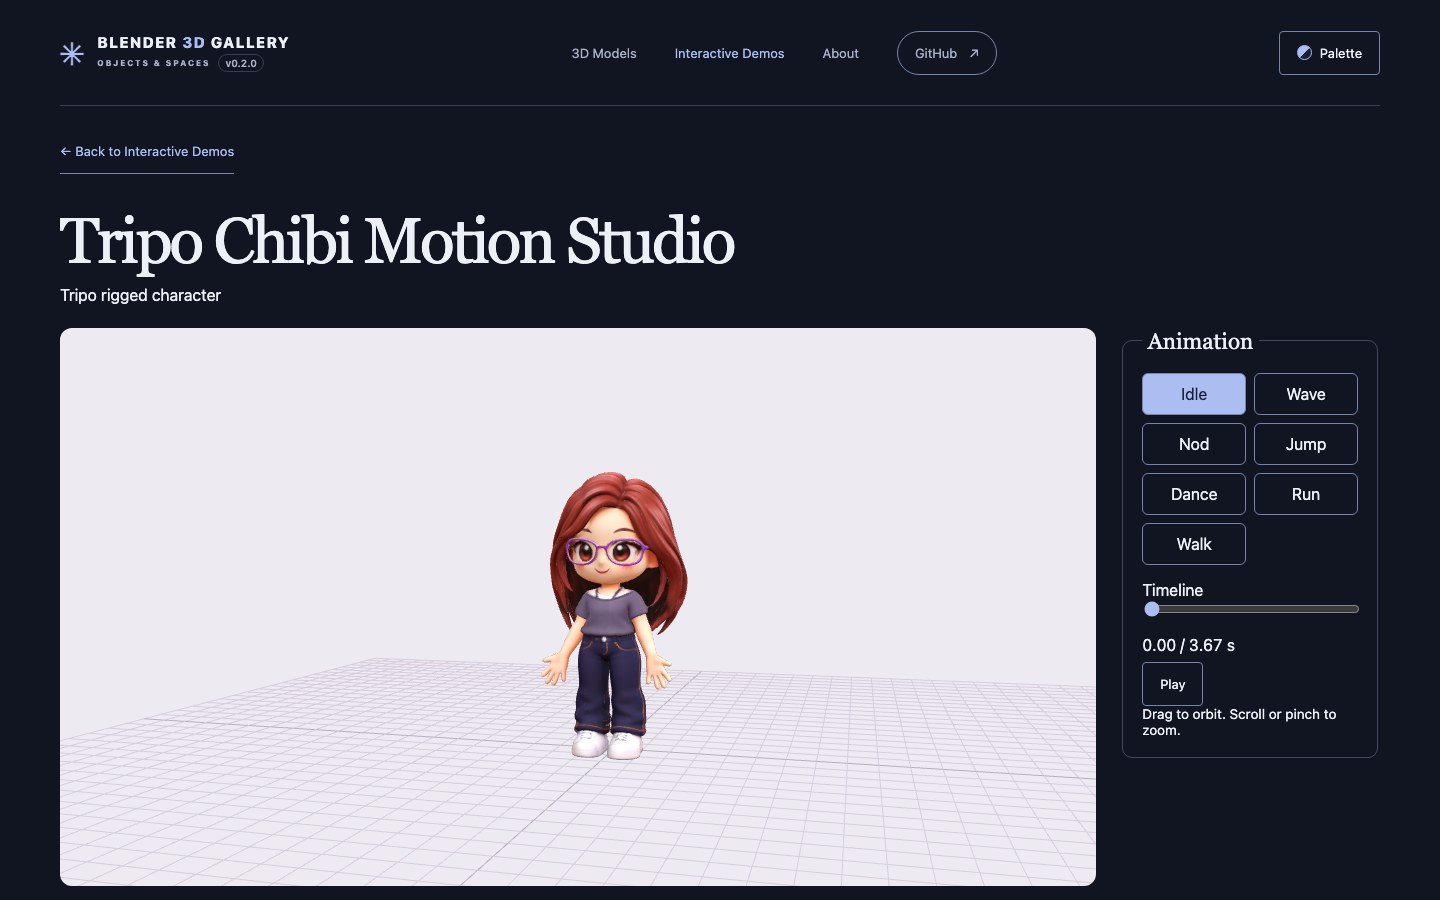 BLENDER 3D GALLERY
OBJECTS & SPACES v0.2.0
3D Models
Interactive Demos
About
GitHub ↗
Palette
← Back to Interactive Demos
Tripo Chibi Motion Studio
Tripo rigged character
Animation
Idle
Wave
Nod
Jump
Dance
Run
Walk
Timeline
0.00 / 3.67 s
Play
Drag to orbit. Scroll or pinch to
zoom.